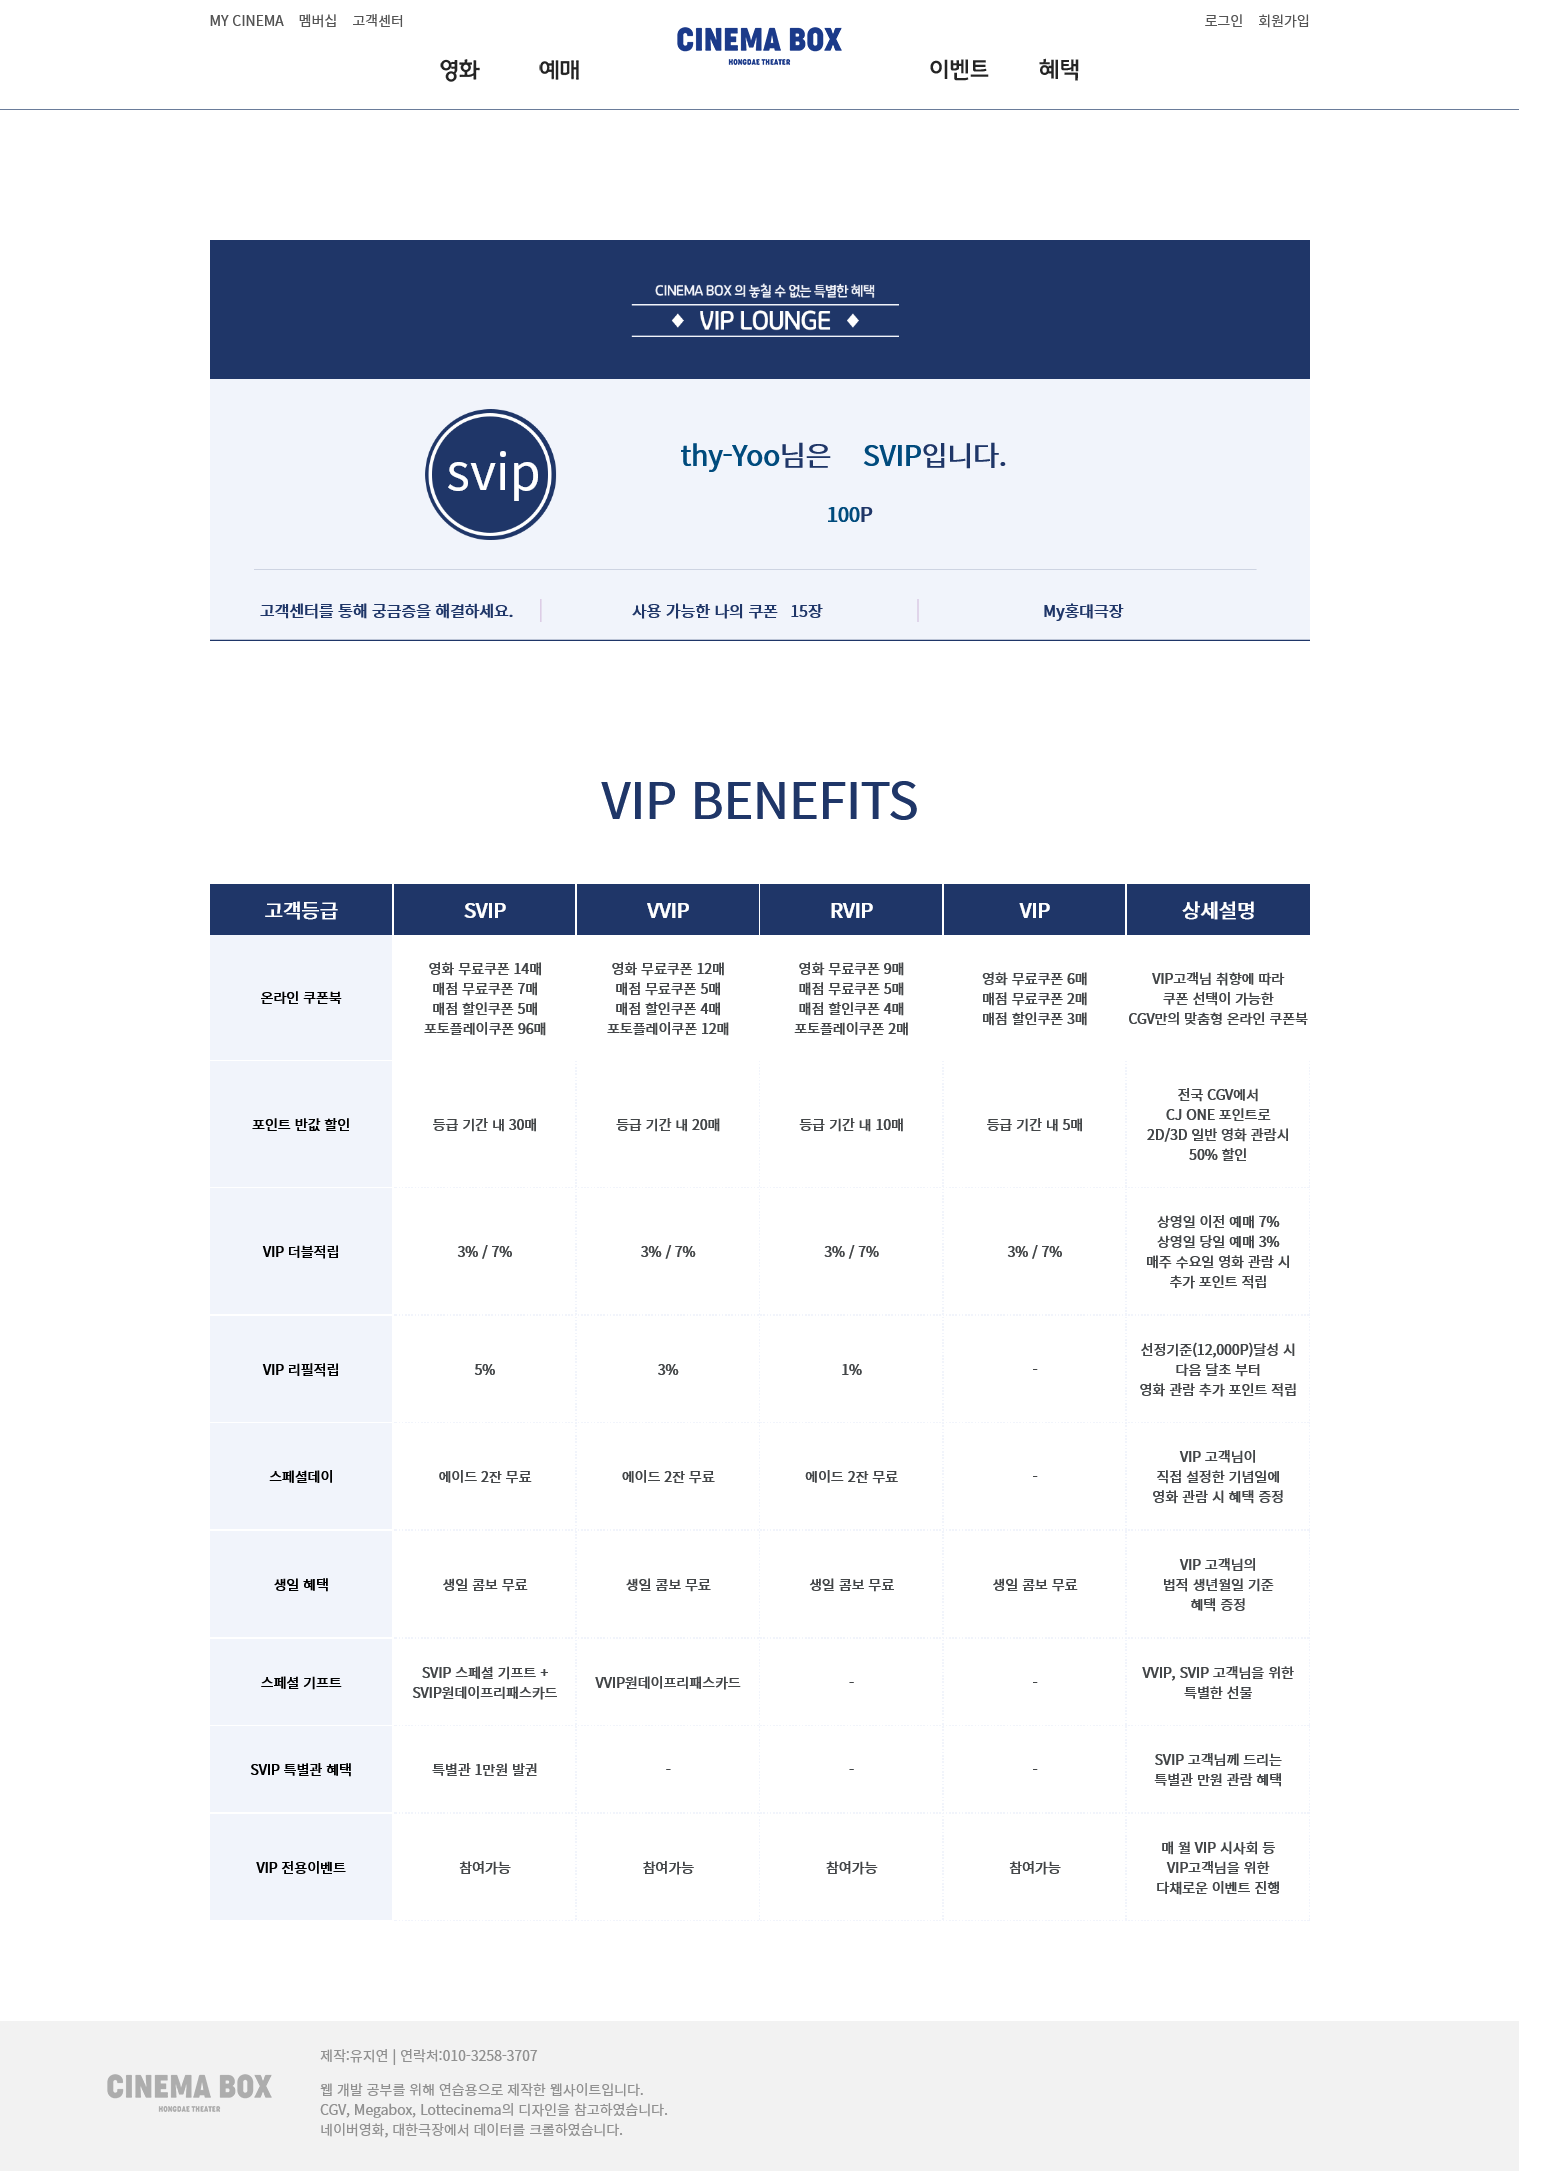 MY CINEMA 멤버십 고객센터
로그인 회원가입
영화 예매
CINEMA BOX
HONGDAE THEATER
이벤트 혜택
CINEMA BOX 의 놓칠 수 없는 특별한 혜택
VIP LOUNGE
svip
thy-Yoo님은 SVIP입니다.
100P
고객센터를 통해 궁금증을 해결하세요.
사용 가능한 나의 쿠폰 15장
My홍대극장
VIP BENEFITS
고객등급 SVIP VVIP RVIP VIP 상세설명
온라인 쿠폰북
영화 무료쿠폰 14매
매점 무료쿠폰 7매
매점 할인쿠폰 5매
포토플레이쿠폰 96매
영화 무료쿠폰 12매
매점 무료쿠폰 5매
매점 할인쿠폰 4매
포토플레이쿠폰 12매
영화 무료쿠폰 9매
매점 무료쿠폰 5매
매점 할인쿠폰 4매
포토플레이쿠폰 2매
영화 무료쿠폰 6매
매점 무료쿠폰 2매
매점 할인쿠폰 3매
VIP고객님 취향에 따라
쿠폰 선택이 가능한
CGV만의 맞춤형 온라인 쿠폰북
포인트 반값 할인
등급 기간 내 30매
등급 기간 내 20매
등급 기간 내 10매
등급 기간 내 5매
전국 CGV에서
CJ ONE 포인트로
2D/3D 일반 영화 관람시
50% 할인
VIP 더블적립
3% / 7%
3% / 7%
3% / 7%
3% / 7%
상영일 이전 예매 7%
상영일 당일 예매 3%
매주 수요일 영화 관람 시
추가 포인트 적립
VIP 리필적립
5%
3%
1%
-
선정기준(12,000P)달성 시
다음 달초 부터
영화 관람 추가 포인트 적립
스페셜데이
에이드 2잔 무료
에이드 2잔 무료
에이드 2잔 무료
-
VIP 고객님이
직접 설정한 기념일에
영화 관람 시 혜택 증정
생일 혜택
생일 콤보 무료
생일 콤보 무료
생일 콤보 무료
생일 콤보 무료
VIP 고객님의
법적 생년월일 기준
혜택 증정
스페셜 기프트
SVIP 스페셜 기프트 +
SVIP원데이프리패스카드
VVIP원데이프리패스카드
-
-
VVIP, SVIP 고객님을 위한
특별한 선물
SVIP 특별관 혜택
특별관 1만원 발권
-
-
-
SVIP 고객님께 드리는
특별관 만원 관람 혜택
VIP 전용이벤트
참여가능
참여가능
참여가능
참여가능
매 월 VIP 시사회 등
VIP고객님을 위한
다채로운 이벤트 진행
CINEMA BOX
HONGDAE THEATER
제작:유지연 | 연락처:010-3258-3707
웹 개발 공부를 위해 연습용으로 제작한 웹사이트입니다.
CGV, Megabox, Lottecinema의 디자인을 참고하였습니다.
네이버영화, 대한극장에서 데이터를 크롤하였습니다.